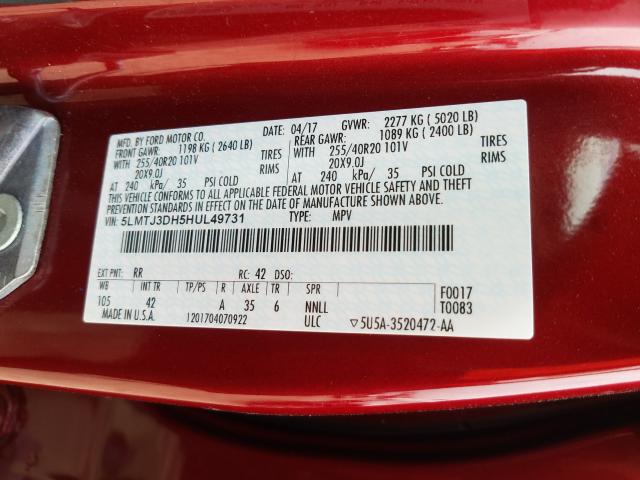 MFD. BY FORD MOTOR CO.
DATE: 04/17 GVWR: 2277 KG ( 5020 LB)
FRONT GAWR: 1198 KG ( 2640 LB) REAR GAWR: 1089 KG ( 2400 LB)
WITH 255/40R20 101V TIRES WITH 255/40R20 101V TIRES
20X9.0J RIMS 20X9.0J RIMS
AT 240 kPa/ 35 PSI COLD AT 240 kPa/ 35 PSI COLD
THIS VEHICLE CONFORMS TO ALL APPLICABLE FEDERAL MOTOR VEHICLE SAFETY AND THEFT
PREVENTION STANDARDS IN EFFECT ON THE DATE OF MANUFACTURE SHOWN ABOVE.
VIN: 5LMTJ3DH5HUL49731 TYPE: MPV
EXT PNT: RR RC: 42 DSO:
WB INT TR TP/PS R AXLE TR SPR
105 42 A 35 6 NNLL
MADE IN U.S.A. 1201704070922 ULC
F0017
T0083
▽5U5A-3520472-AA